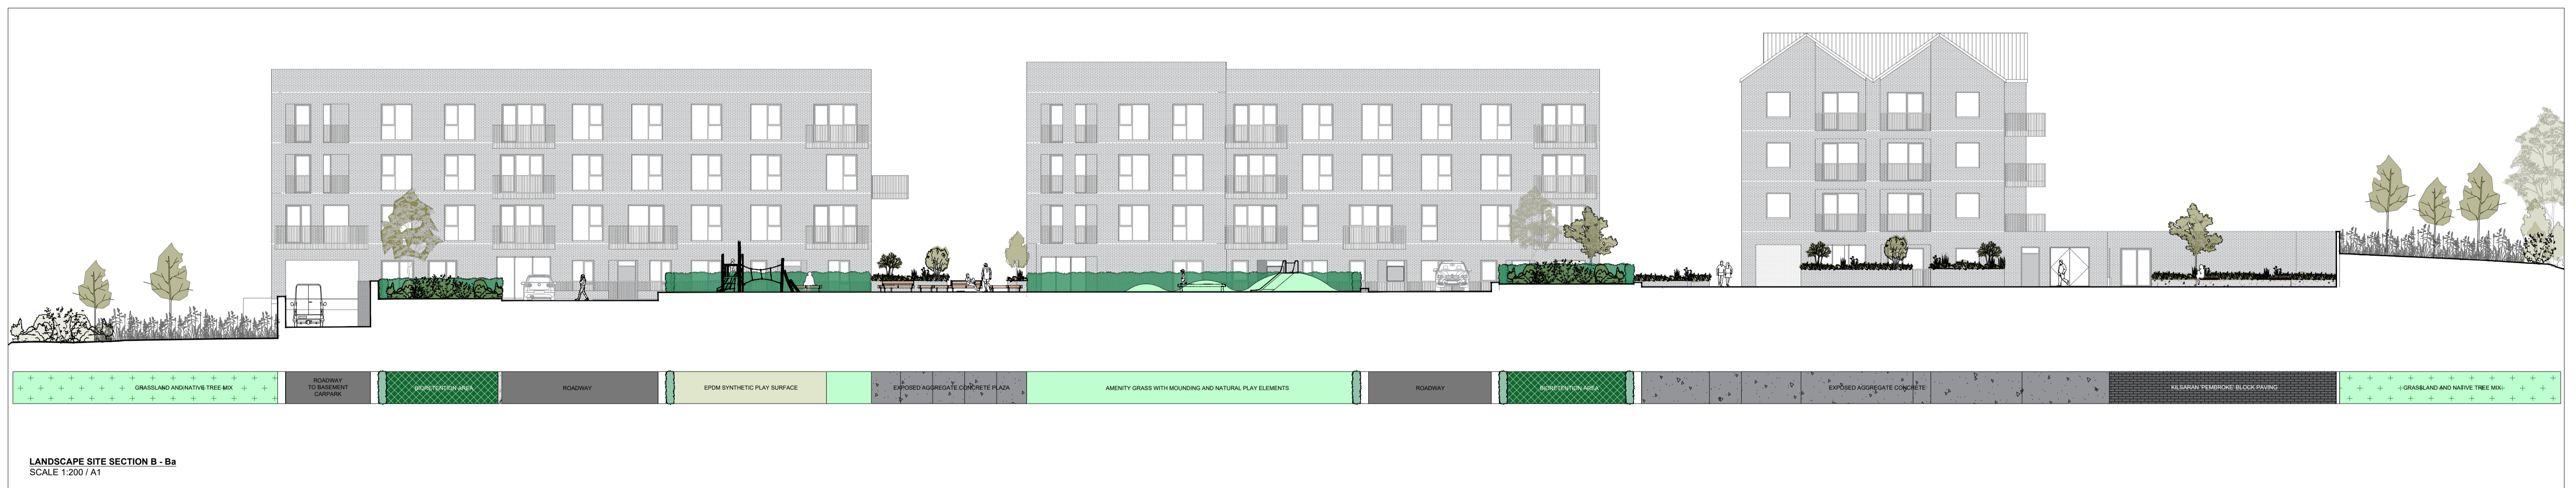 GRASSLAND AND NATIVE TREE MIX
ROADWAY
TO BASEMENT
CARPARK
BIORETENTION AREA
ROADWAY
EPDM SYNTHETIC PLAY SURFACE
EXPOSED AGGREGATE CONCRETE PLAZA
AMENITY GRASS WITH MOUNDING AND NATURAL PLAY ELEMENTS
ROADWAY
BIORETENTION AREA
EXPOSED AGGREGATE CONCRETE
KILSARAN 'PEMBROKE' BLOCK PAVING
GRASSLAND AND NATIVE TREE MIX
LANDSCAPE SITE SECTION B - Ba
SCALE 1:200 / A1